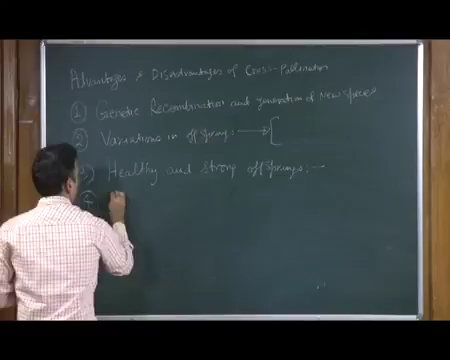 Advantages & Disadvantages of Cross-Pollination
① Genetic Recombination and generation of New species
② Variations in offspring :- → {
③ Healthy and strong offsprings :-
④